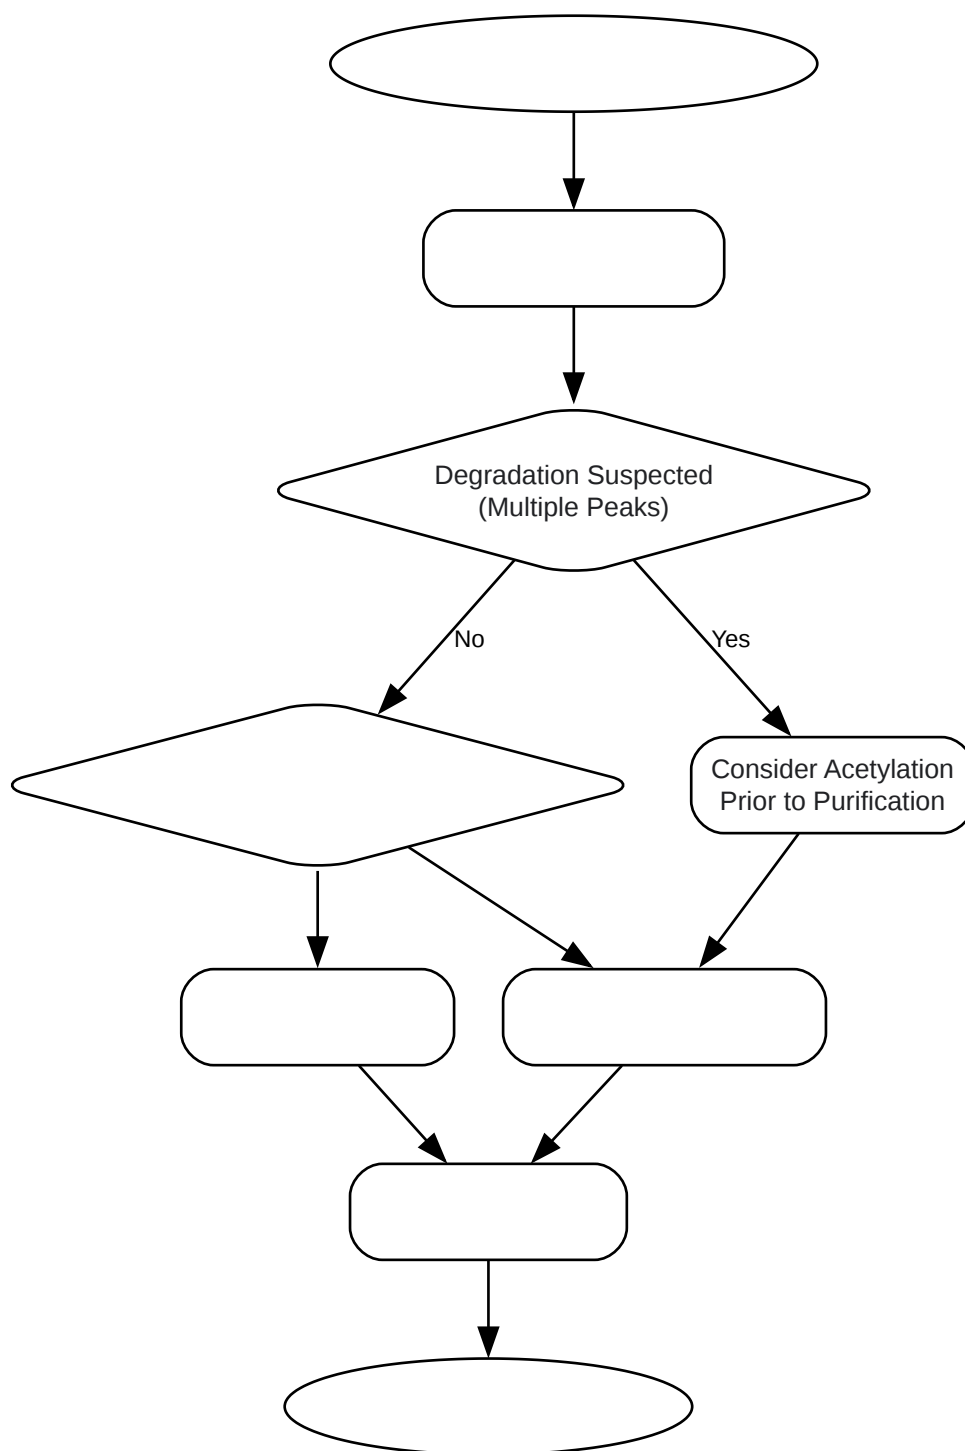 Degradation Suspected
(Multiple Peaks)
No
Yes
Consider Acetylation
Prior to Purification